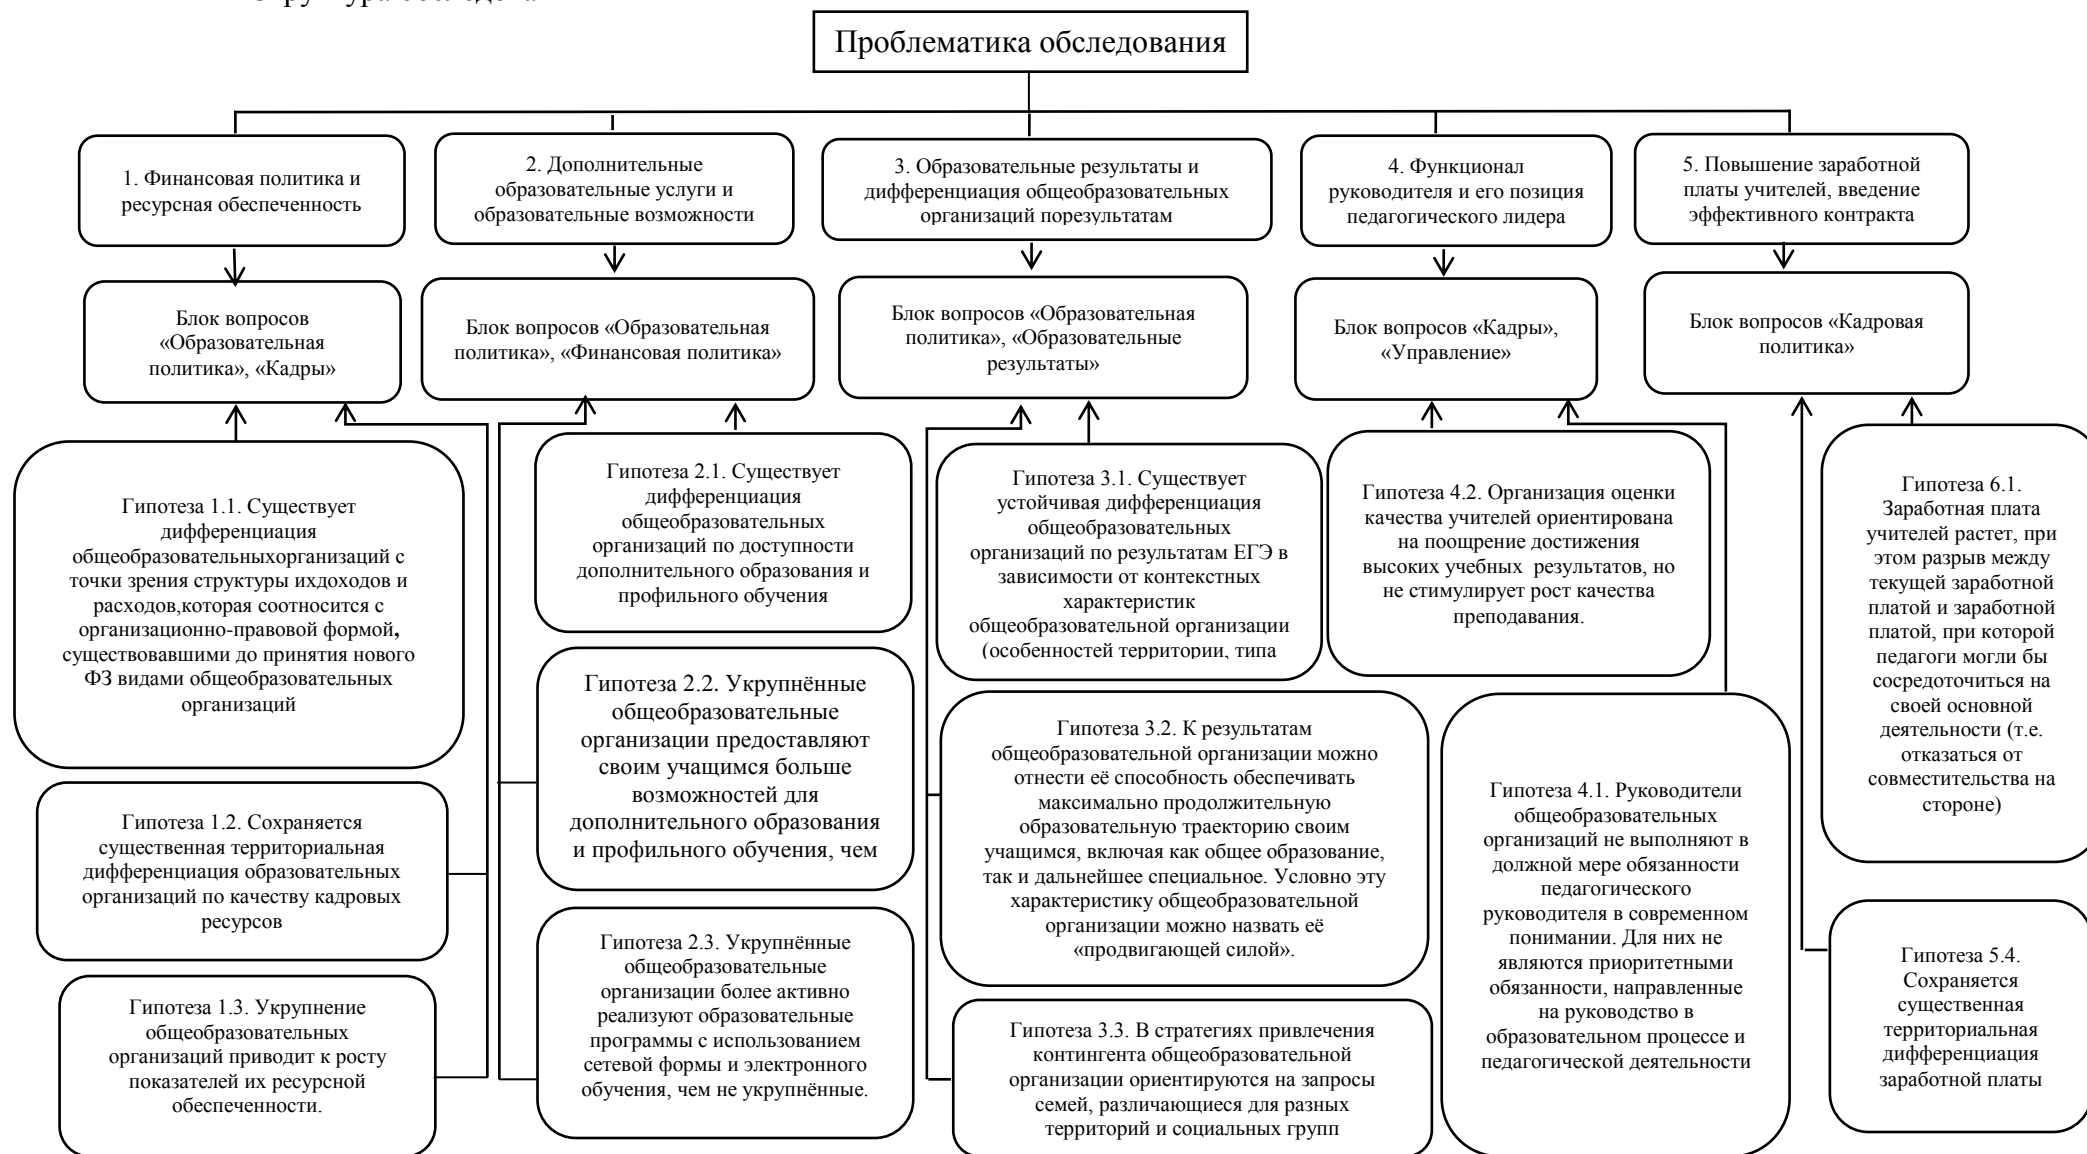 Проблематика обследования
1. Финансовая политика и
ресурсная обеспеченность
2. Дополнительные
образовательные услуги и
образовательные возможности
3. Образовательные результаты и
дифференциация общеобразовательных
организаций порезультатам
4. Функционал
руководителя и его позиция
педагогического лидера
5. Повышение заработной
платы учителей, введение
эффективного контракта
Блок вопросов
«Образовательная
политика», «Кадры»
Блок вопросов «Образовательная
политика», «Финансовая политика»
Блок вопросов «Образовательная
политика», «Образовательные
результаты»
Блок вопросов «Кадры»,
«Управление»
Блок вопросов «Кадровая
политика»
Гипотеза 1.1. Существует
дифференциация
общеобразовательныхорганизаций с
точки зрения структуры ихдоходов и
расходов,которая соотносится с
организационно-правовой формой,
существовавшими до принятия нового
ФЗ видами общеобразовательных
организаций
Гипотеза 1.2. Сохраняется
существенная территориальная
дифференциация образовательных
организаций по качеству кадровых
ресурсов
Гипотеза 1.3. Укрупнение
общеобразовательных
организаций приводит к росту
показателей их ресурсной
обеспеченности.
Гипотеза 2.1. Существует
дифференциация
общеобразовательных
организаций по доступности
дополнительного образования и
профильного обучения
Гипотеза 2.2. Укрупнённые
общеобразовательные
организации предоставляют
своим учащимся больше
возможностей для
дополнительного образования
и профильного обучения, чем
Гипотеза 2.3. Укрупнённые
общеобразовательные
организации более активно
реализуют образовательные
программы с использованием
сетевой формы и электронного
обучения, чем не укрупнённые.
Гипотеза 3.1. Существует
устойчивая дифференциация
общеобразовательных
организаций по результатам ЕГЭ в
зависимости от контекстных
характеристик
общеобразовательной организации
(особенностей территории, типа
Гипотеза 3.2. К результатам
общеобразовательной организации можно
отнести её способность обеспечивать
максимально продолжительную
образовательную траекторию своим
учащимся, включая как общее образование,
так и дальнейшее специальное. Условно эту
характеристику общеобразовательной
организации можно назвать её
«продвигающей силой».
Гипотеза 3.3. В стратегиях привлечения
контингента общеобразовательной
организации ориентируются на запросы
семей, различающиеся для разных
территорий и социальных групп
Гипотеза 4.2. Организация оценки
качества учителей ориентирована
на поощрение достижения
высоких учебных результатов, но
не стимулирует рост качества
преподавания.
Гипотеза 4.1. Руководители
общеобразовательных
организаций не выполняют в
должной мере обязанности
педагогического
руководителя в современном
понимании. Для них не
являются приоритетными
обязанности, направленные
на руководство в
образовательном процессе и
педагогической деятельности
Гипотеза 6.1.
Заработная плата
учителей растет, при
этом разрыв между
текущей заработной
платой и заработной
платой, при которой
педагоги могли бы
сосредоточиться на
своей основной
деятельности (т.е.
отказаться от
совместительства на
стороне)
Гипотеза 5.4.
Сохраняется
существенная
территориальная
дифференциация
заработной платы